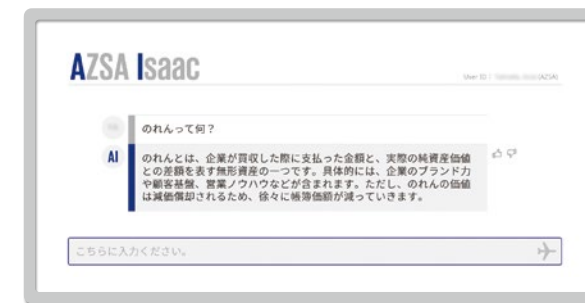 AZSA Isaac
User ID : (AZSA)
のれんって何？
AI
のれんとは、企業が買収した際に支払った金額と、実際の純資産価値
との差額を表す無形資産の一つです。具体的には、企業のブランド力
や顧客基盤、営業ノウハウなどが含まれます。ただし、のれんの価値
は減価償却されるため、徐々に帳簿価額が減っていきます。
こちらに入力ください。